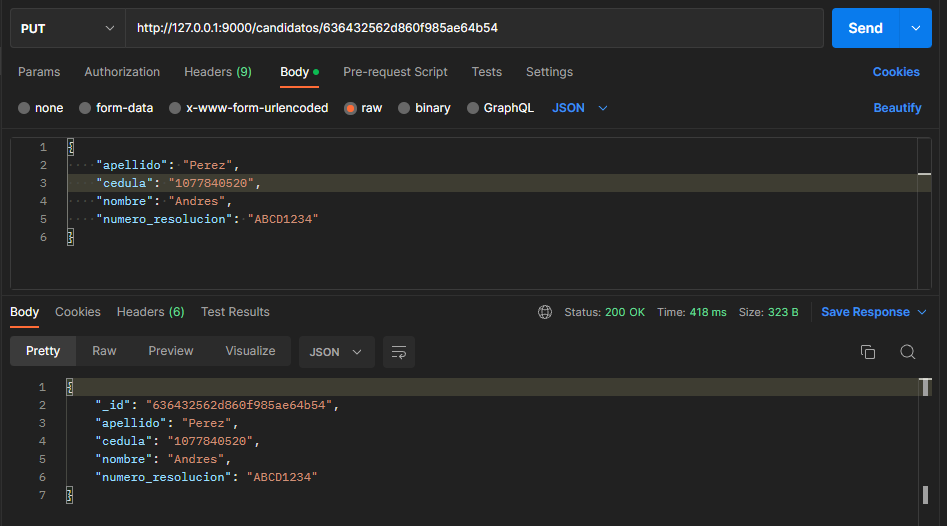 PUT http://127.0.0.1:9000/candidatos/636432562d860f985ae64b54 Send
Params Authorization Headers (9) Body Pre-request Script Tests Settings Cookies
none form-data x-www-form-urlencoded raw binary GraphQL JSON Beautify
1 {
2 "apellido": "Perez",
3 "cedula": "1077840520",
4 "nombre": "Andres",
5 "numero_resolucion": "ABCD1234"
6 }
Body Cookies Headers (6) Test Results Status: 200 OK Time: 418 ms Size: 323 B Save Response
Pretty Raw Preview Visualize JSON
1 {
2 "_id": "636432562d860f985ae64b54",
3 "apellido": "Perez",
4 "cedula": "1077840520",
5 "nombre": "Andres",
6 "numero_resolucion": "ABCD1234"
7 }